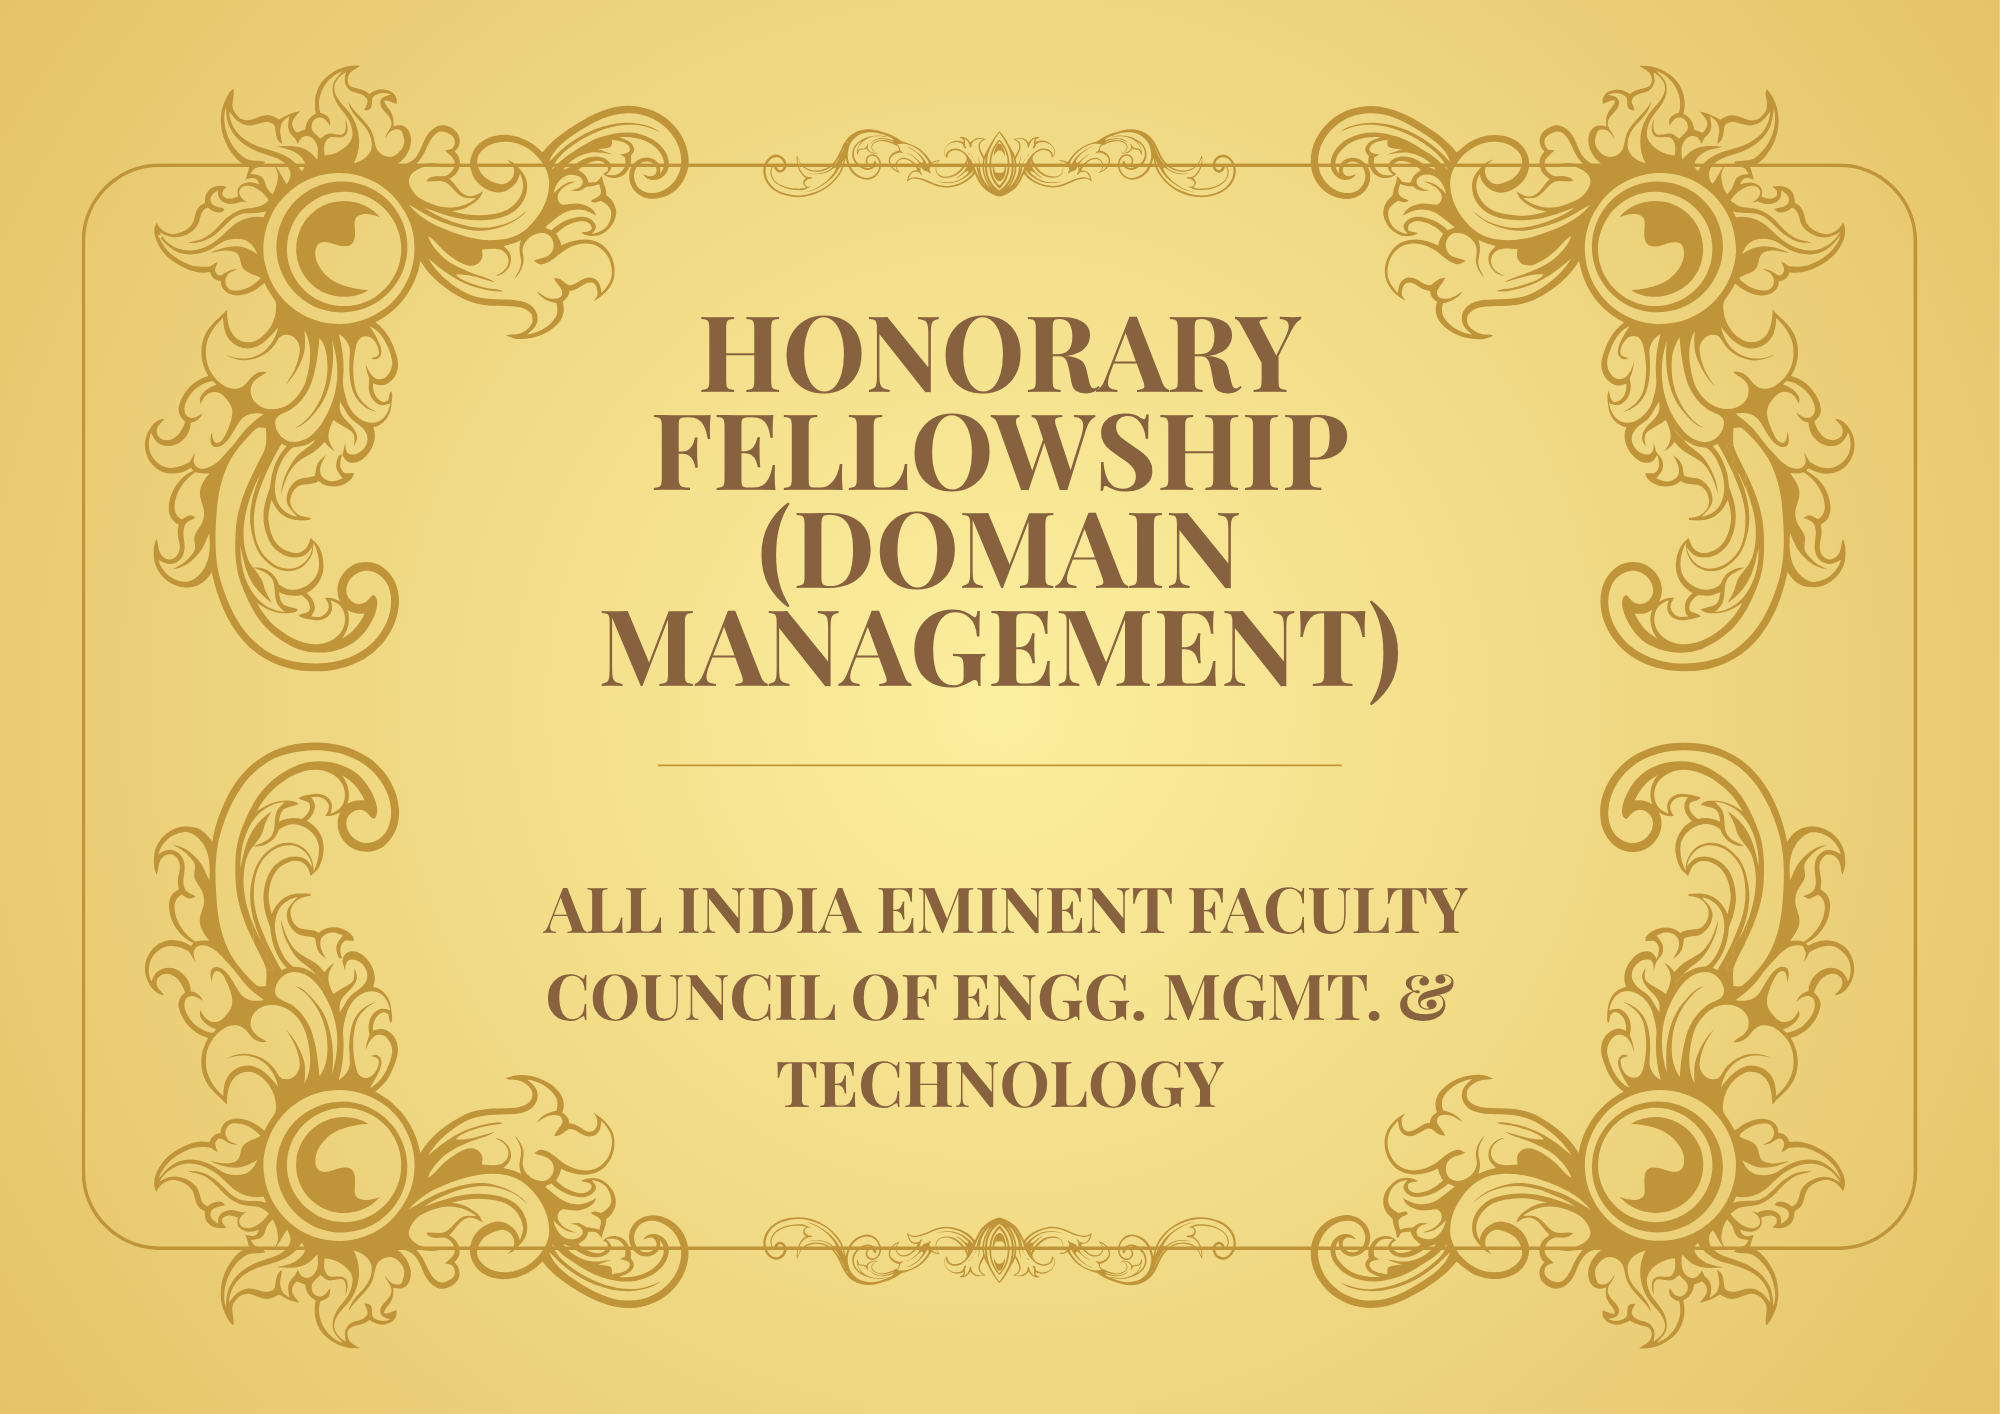 HONORARY
FELLOWSHIP
(DOMAIN
MANAGEMENT)
ALL INDIA EMINENT FACULTY
COUNCIL OF ENGG. MGMT. &
TECHNOLOGY